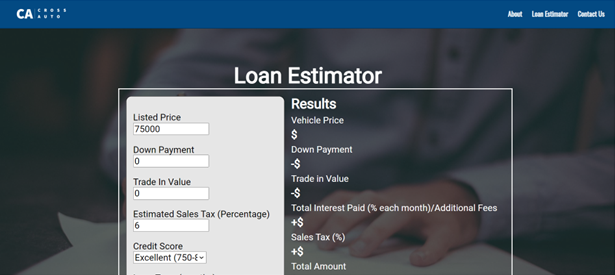 CA CROSS AUTO
About Loan Estimator Contact Us
Loan Estimator
Listed Price
75000
Down Payment
0
Trade In Value
0
Estimated Sales Tax (Percentage)
6
Credit Score
Excellent (750-
Results
Vehicle Price
$
Down Payment
-$
Trade in Value
-$
Total Interest Paid (% each month)/Additional Fees
+$
Sales Tax (%)
+$
Total Amount